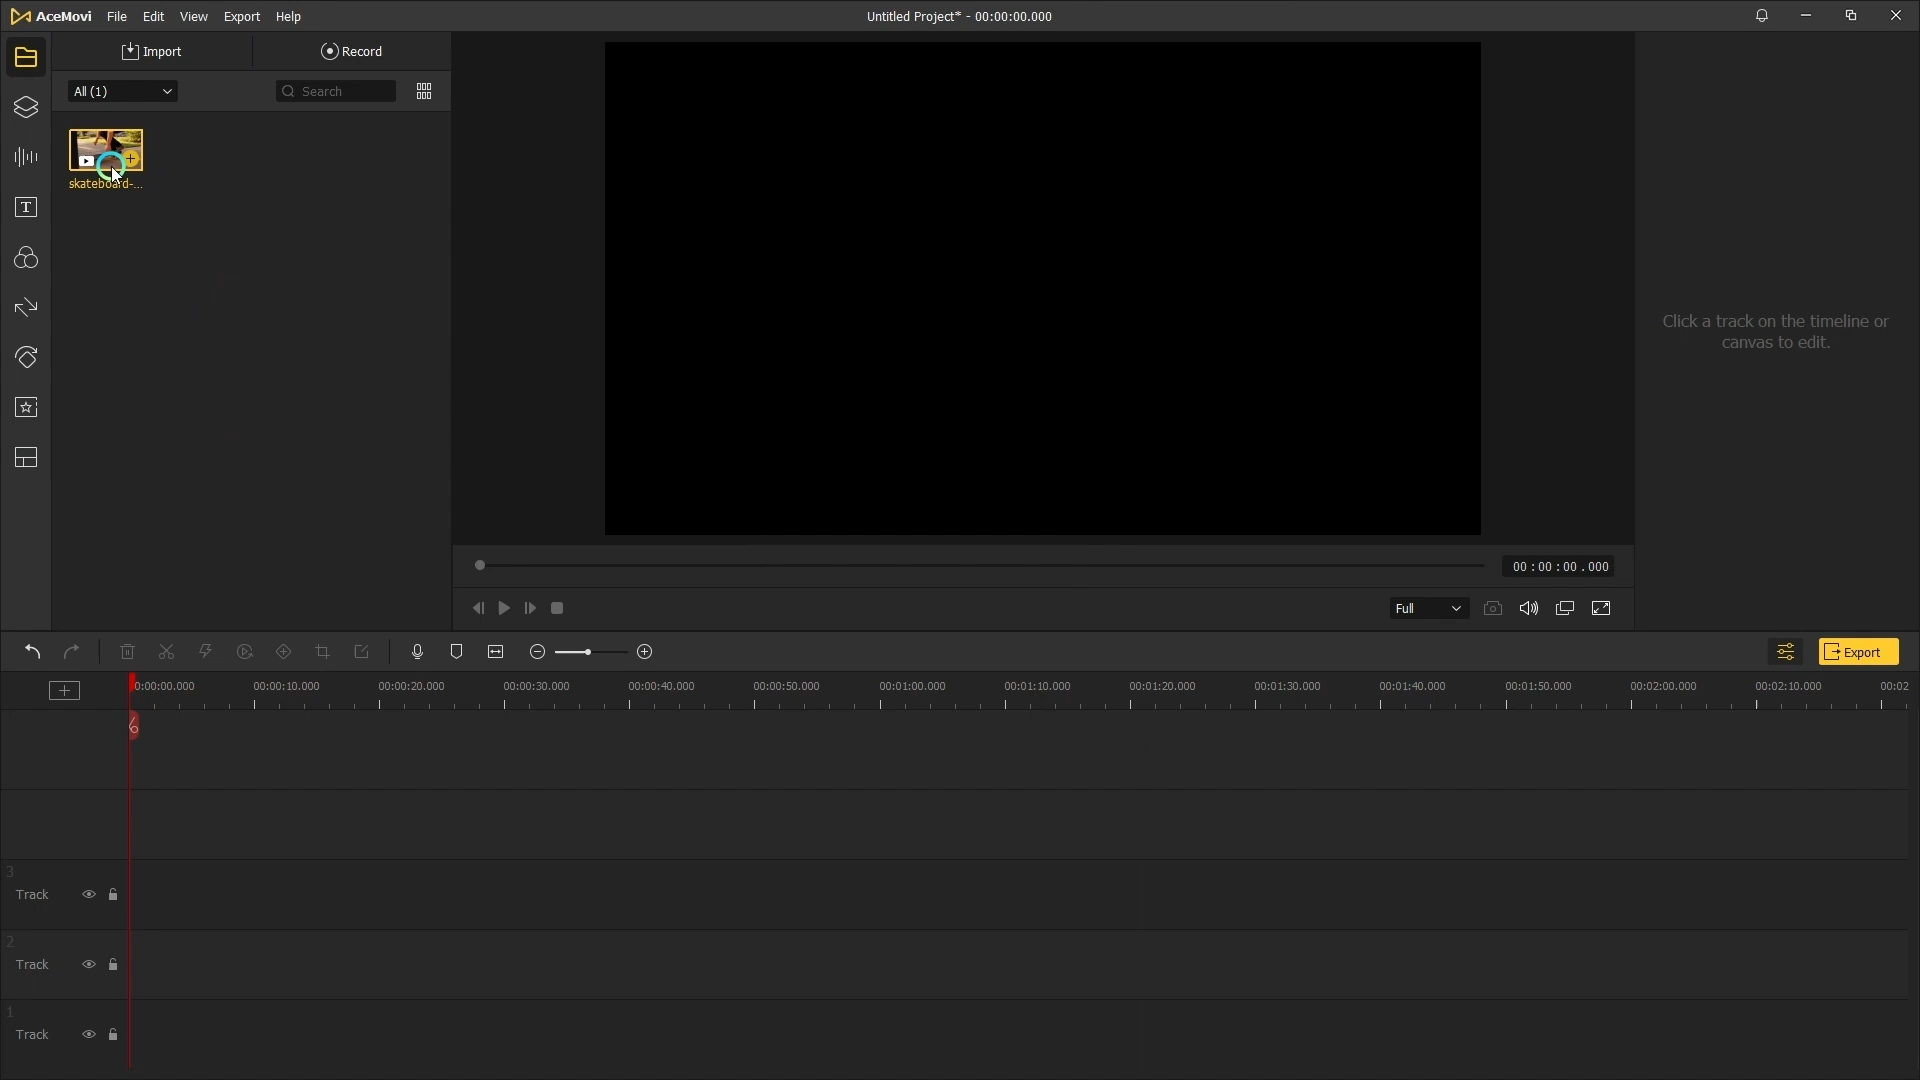 AceMovi File Edit View Export Help
Untitled Project* - 00:00:00.000
Import
Record
All (1)
Search
skateboard-...
Click a track on the timeline or
canvas to edit.
00 : 00 : 00 . 000
Full
Export
0:00:00.000 00:00:10.000 00:00:20.000 00:00:30.000 00:00:40.000 00:00:50.000 00:01:00.000 00:01:10.000 00:01:20.000 00:01:30.000 00:01:40.000 00:01:50.000 00:02:00.000 00:02:10.000 00:02
3
Track
2
Track
1
Track